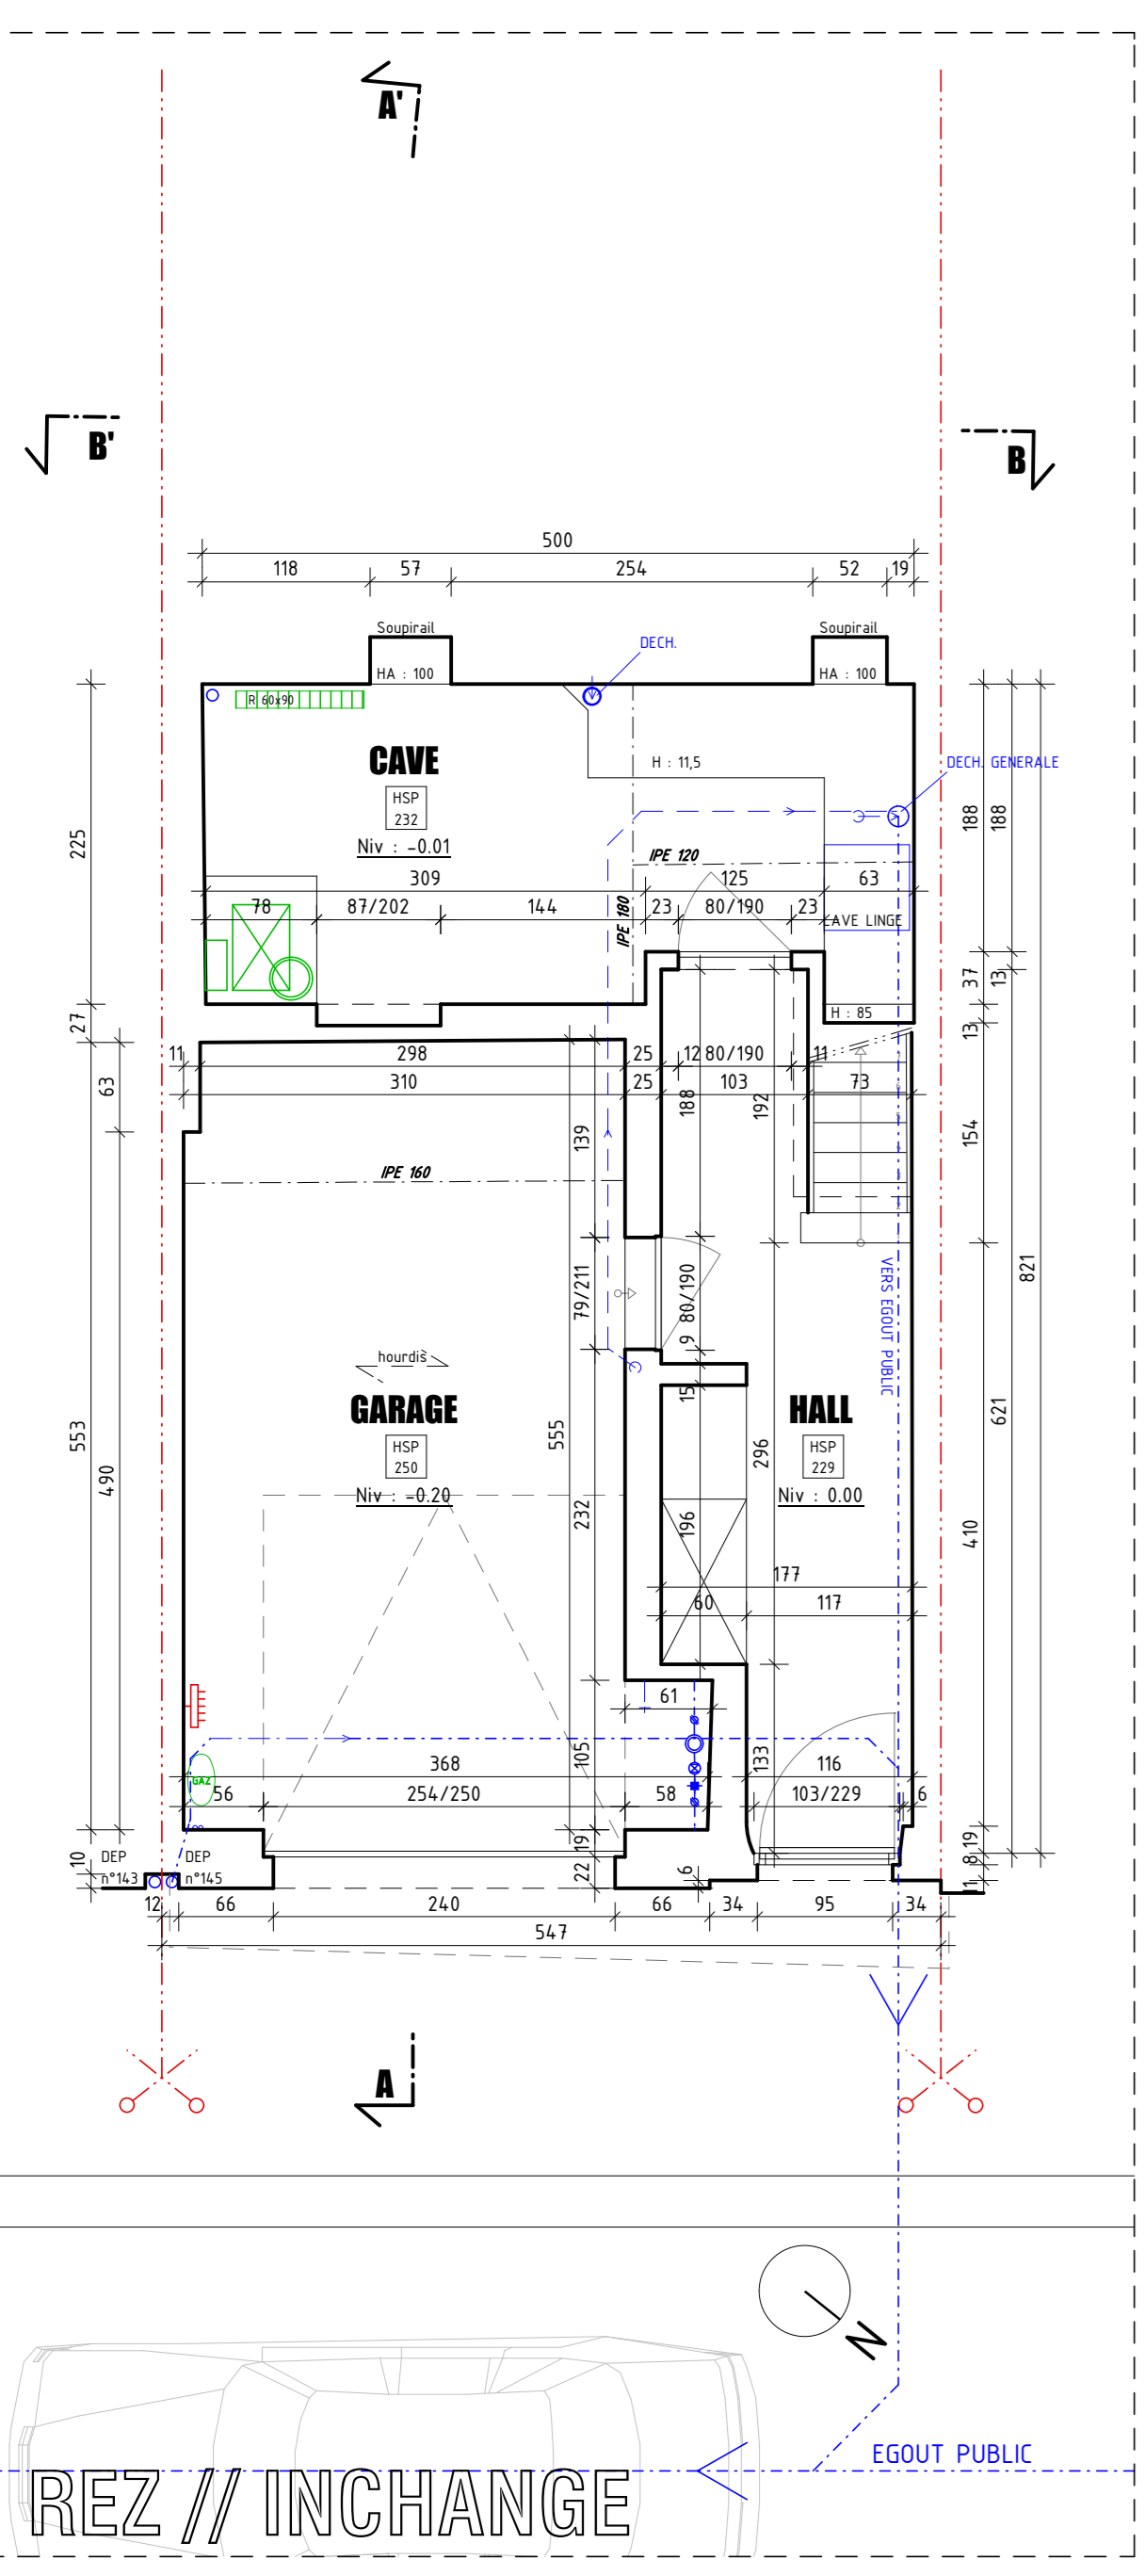 A'
B'
B
500
118 57 254 52 19
Soupirail Soupirail
DECH.
HA : 100 HA : 100
R 60x90
CAVE
H : 11,5
DECH. GENERALE
HSP
232
Niv : -0.01
188 188
225
IPE 120
309 125 63
78 87/202 144 23 80/190 23
IPE 180
LAVE LINGE
37 13
H : 85
27 13
11 298 25 12 80/190 11
310 25 103 73
63 188 192
139 154
IPE 160
821
79/211 80/190
VERS EGOUT PUBLIC
9
hourdis
15
GARAGE HALL
553 490 555 621
HSP HSP
250 229
296
Niv : -0.20 Niv : 0.00
232 196 410
177
60 117
61
105 133
368 116
GAZ
56 254/250 58 103/229 6
19 19
10 DEP DEP 22 8
n°143 n°145 6 11
12 66 240 66 34 95 34
547
A
N
EGOUT PUBLIC
REZ // INCHANGE